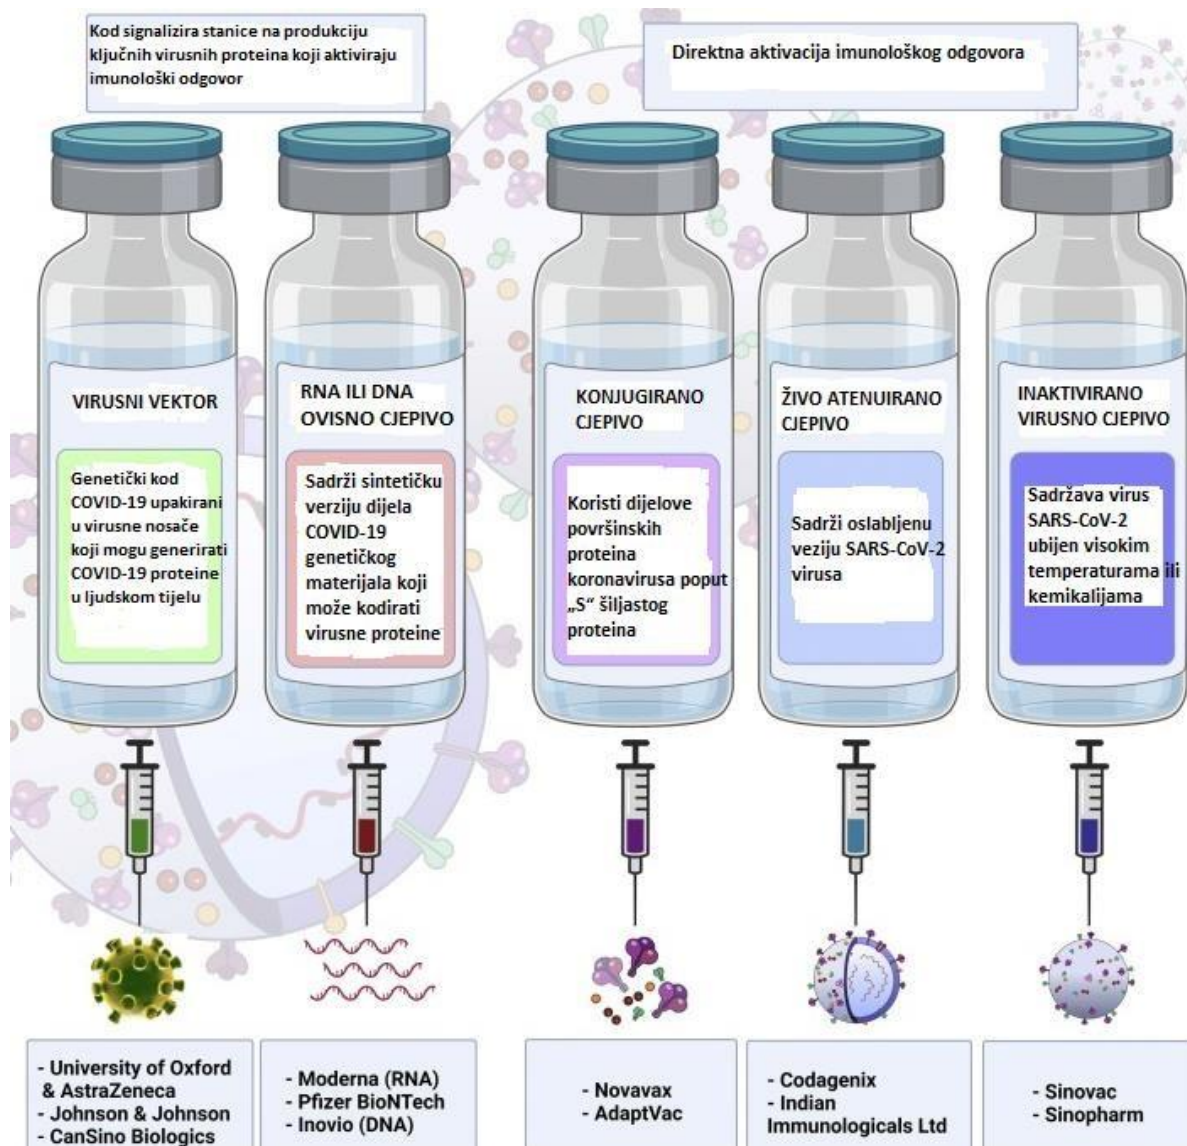 Kod signalizira stanice na produkciju
ključnih virusnih proteina koji aktiviraju
imunološki odgovor
Direktna aktivacija imunološkog odgovora
VIRUSNI VEKTOR
Genetički kod
COVID-19 upakirani
u virusne nosače
koji mogu generirati
COVID-19 proteine
u ljudskom tijelu
RNA ILI DNA
OVISNO CJEPIVO
Sadrži sintetičku
verziju dijela
COVID-19
genetičkog
materijala koji
može kodirati
virusne proteine
KONJUGIRANO
CJEPIVO
Koristi dijelove
površinskih
proteina
koronavirusa poput
„S“ šiljastog
proteina
ŽIVO ATENUIRANO
CJEPIVO
Sadrži oslabljenu
veziju SARS-CoV-2
virusa
INAKTIVIRANO
VIRUSNO CJEPIVO
Sadržava virus
SARS-CoV-2
ubijen visokim
temperaturama ili
kemikalijama
- University of Oxford
& AstraZeneca
- Johnson & Johnson
- CanSino Biologics
- Moderna (RNA)
- Pfizer BioNTech
- Inovio (DNA)
- Novavax
- AdaptVac
- Codagenix
- Indian
Immunologicals Ltd
- Sinovac
- Sinopharm